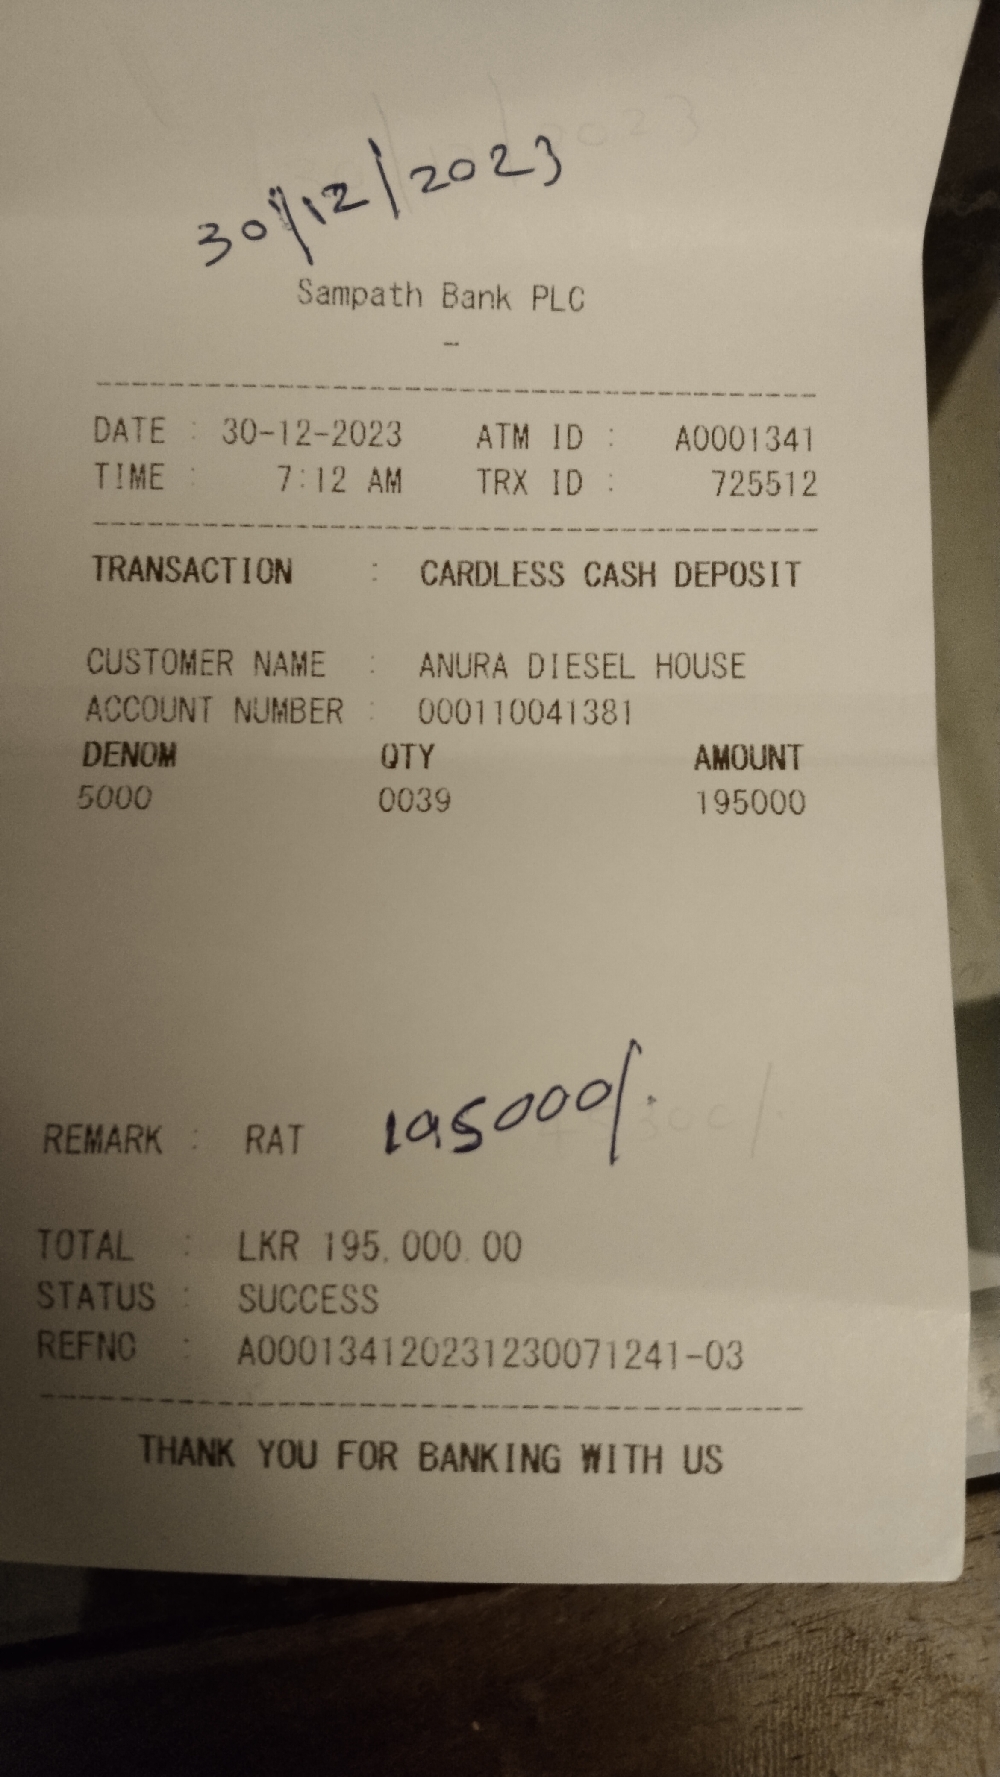 30/12/2023
Sampath Bank PLC
-
DATE : 30-12-2023 ATM ID : A0001341
TIME : 7:12 AM TRX ID : 725512
TRANSACTION : CARDLESS CASH DEPOSIT
CUSTOMER NAME : ANURA DIESEL HOUSE
ACCOUNT NUMBER : 000110041381
DENOM QTY AMOUNT
5000 0039 195000
REMARK : RAT 195000/.
TOTAL : LKR 195,000.00
STATUS : SUCCESS
REFNO : A000134120231230071241-03
THANK YOU FOR BANKING WITH US